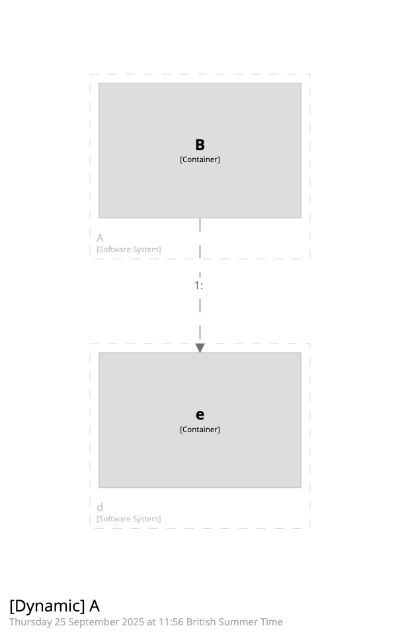 B
[Container]
A
[Software System]
1:
e
[Container]
d
[Software System]
[Dynamic] A
Thursday 25 September 2025 at 11:56 British Summer Time